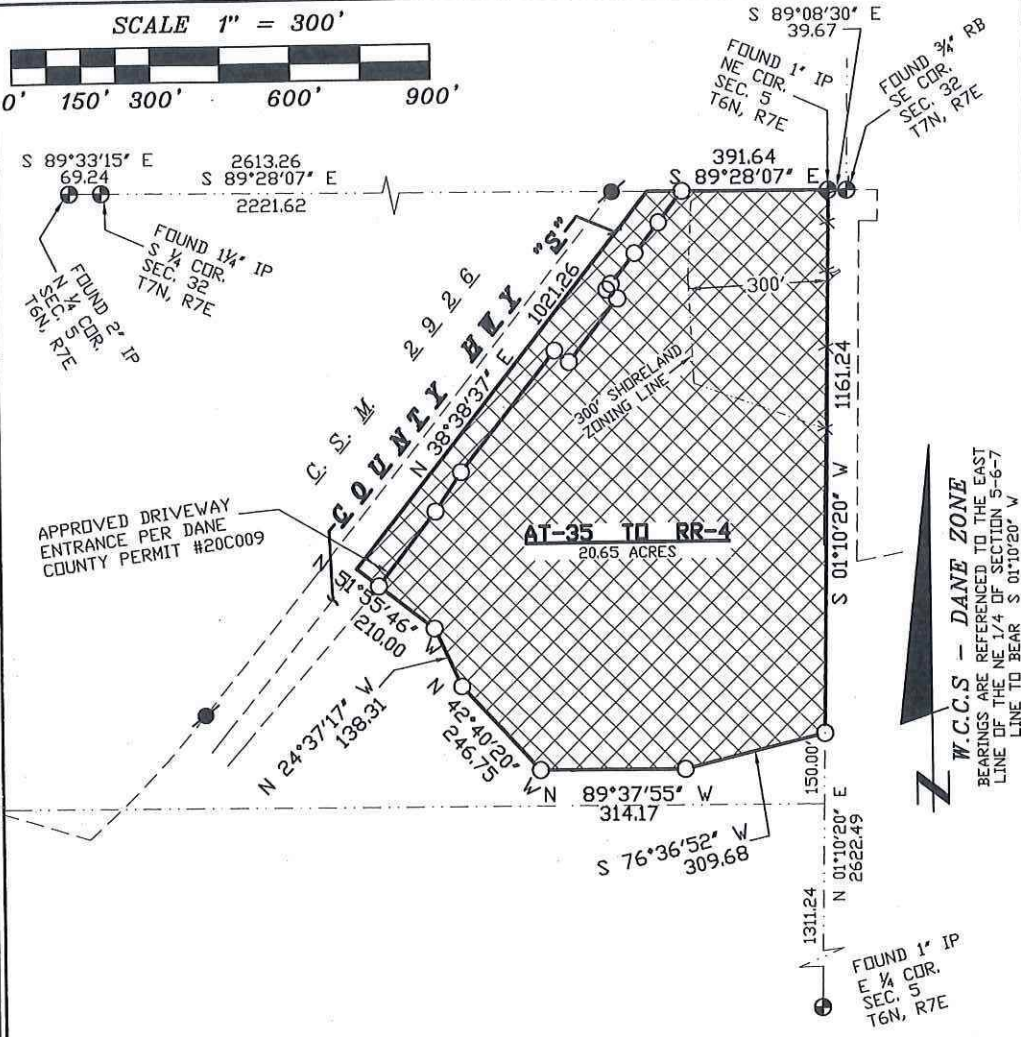 SCALE 1" = 300'
0' 150' 300' 600' 900'
S 89°08'30" E
39.67
FOUND 1" IP
NE COR.
SEC. 5
T6N, R7E
FOUND ¾" RB
SE COR.
SEC. 32
T7N, R7E
S 89°33'15" E
69.24
2613.26
S 89°28'07" E
2221.62
391.64
S 89°28'07" E
FOUND 2" IP
N ¼ COR.
SEC. 5
T6N, R7E
FOUND 1¼" IP
S ¼ COR.
SEC. 32
T7N, R7E
C. S. M. 2926
COUNTY HWY "S"
N 38°38'37" E
1021.26
300'
300' SHORELAND
ZONING LINE
1161.24
S 01°10'20" W
APPROVED DRIVEWAY
ENTRANCE PER DANE
COUNTY PERMIT #20C009
AT-35 TO RR-4
20.65 ACRES
N 51°55'46" W
210.00
N 24°37'17" W
138.31
N 42°40'20" W
246.75
N 89°37'55" W
314.17
S 76°36'52" W
309.68
150.00'
N 01°10'20" E
2622.49
1311.24
FOUND 1" IP
E ¼ COR.
SEC. 5
T6N, R7E
N
W.C.C.S - DANE ZONE
BEARINGS ARE REFERENCED TO THE EAST
LINE OF THE NE 1/4 OF SECTION 5-6-7
LINE TO BEAR S 01°10'20" W